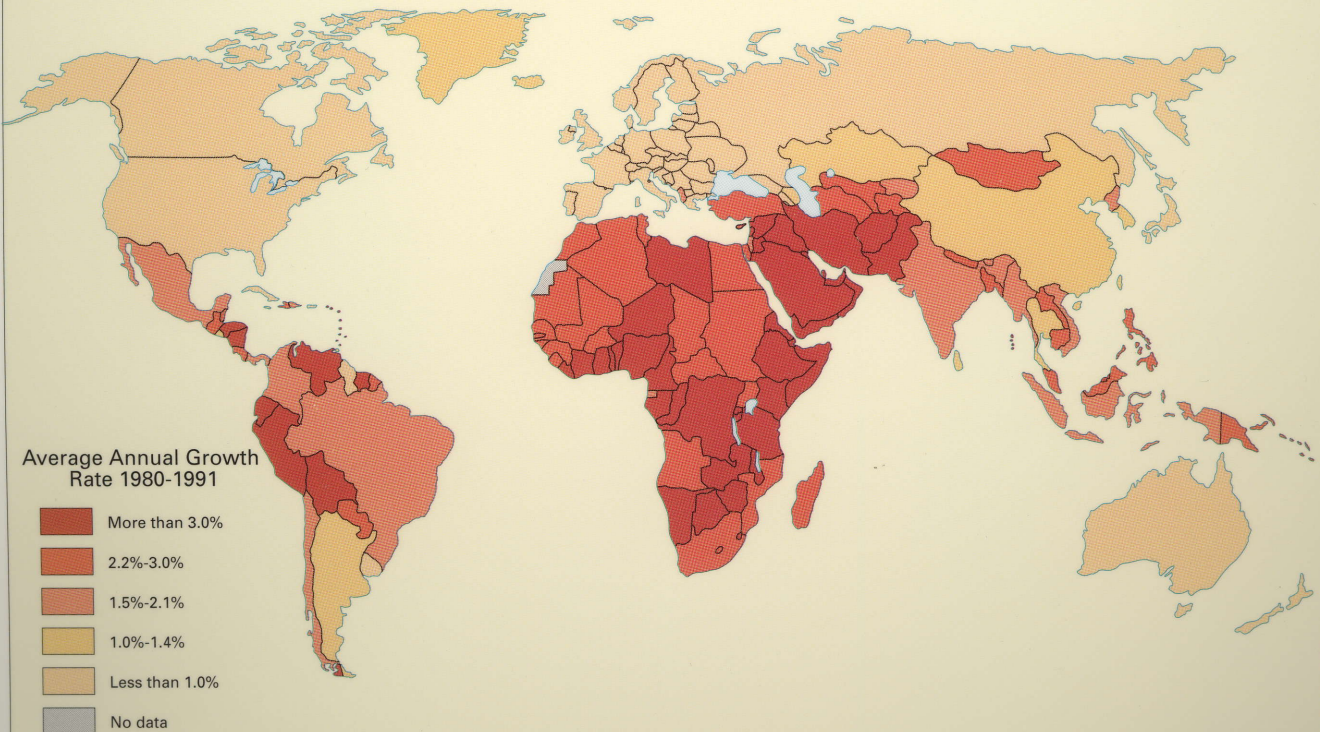 Average Annual Growth
Rate 1980-1991
More than 3.0%
2.2%-3.0%
1.5%-2.1%
1.0%-1.4%
Less than 1.0%
No data